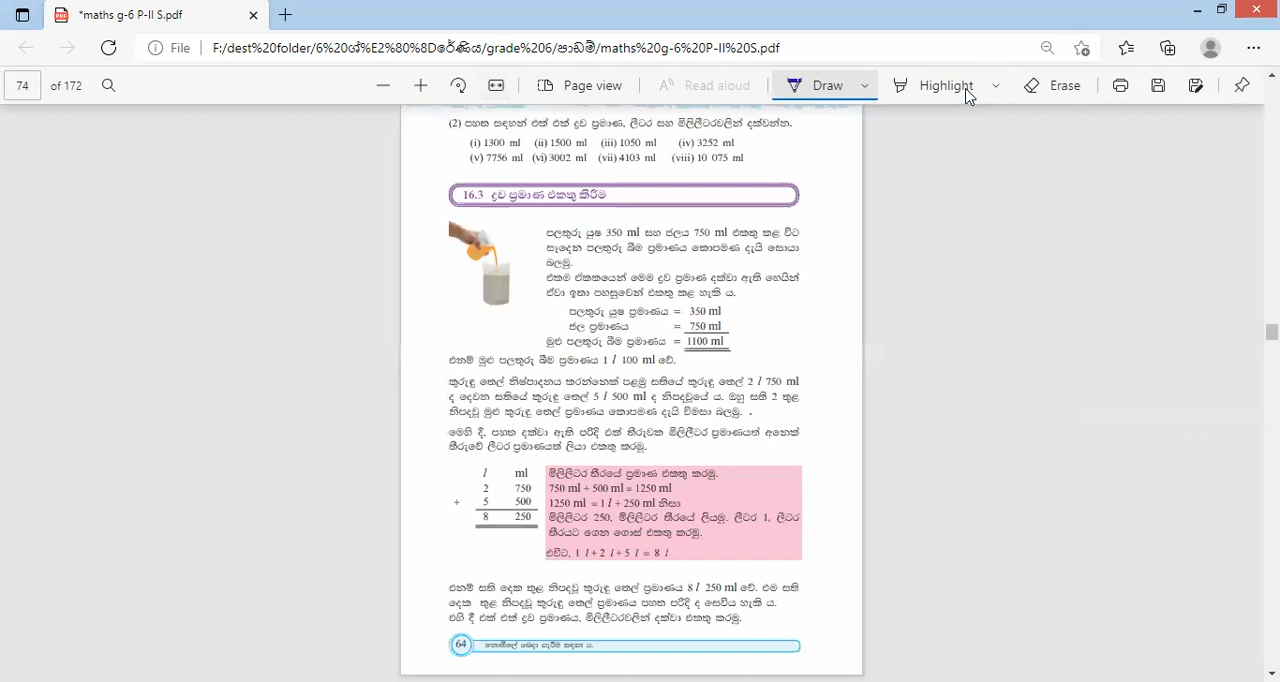 *maths g-6 P-II S.pdf
File
F:/dest%20folder/6%20ශ්%E2%80%8Dරේණිය/grade%206/පාඩම්/maths%20g-6%20P-II%20S.pdf
74 of 172
Page view
Read aloud
Draw
Highlight
Erase
(2) පහත සඳහන් එක් එක් ද්‍රව ප්‍රමාණ, ලීටර සහ මිලිලීටරවලින් දක්වන්න.
(i) 1300 ml (ii) 1500 ml (iii) 1050 ml (iv) 3252 ml
(v) 7756 ml (vi) 3002 ml (vii) 4103 ml (viii) 10 075 ml
16.3 ද්‍රව ප්‍රමාණ එකතු කිරීම
පලතුරු යුෂ 350 ml සහ ජලය 750 ml එකතු කළ විට
සෑදෙන පලතුරු බීම ප්‍රමාණය කොපමණ දැයි සොයා
බලමු.
එකම ඒකකයෙන් මෙම ද්‍රව ප්‍රමාණ දක්වා ඇති හෙයින්
ඒවා ඉතා පහසුවෙන් එකතු කළ හැකි ය.
පලතුරු යුෂ ප්‍රමාණය = 350 ml
ජල ප්‍රමාණය = 750 ml
මුළු පලතුරු බීම ප්‍රමාණය = 1100 ml
එනම් මුළු පලතුරු බීම ප්‍රමාණය 1 l 100 ml වේ.
කුරුඳු තෙල් නිෂ්පාදනය කරන්නෙක් පළමු සතියේ කුරුඳු තෙල් 2 l 750 ml
ද දෙවන සතියේ කුරුඳු තෙල් 5 l 500 ml ද නිපදවූයේ ය. ඔහු සති 2 තුළ
නිපදවූ මුළු කුරුඳු තෙල් ප්‍රමාණය කොපමණ දැයි විමසා බලමු.
මෙහි දී, පහත දක්වා ඇති පරිදි එක් තීරුවක මිලිලීටර ප්‍රමාණයත් අනෙක්
තීරුවේ ලීටර ප්‍රමාණයත් ලියා එකතු කරමු.
l ml
2 750
+ 5 500
8 250
මිලිලීටර තීරයේ ප්‍රමාණ එකතු කරමු.
750 ml + 500 ml = 1250 ml
1250 ml = 1 l + 250 ml නිසා
මිලිලීටර 250, මිලිලීටර තීරයේ ලියමු. ලීටර 1, ලීටර
තීරයට ගෙන ගොස් එකතු කරමු.
එවිට, 1 l + 2 l + 5 l = 8 l
එනම් සති දෙක තුළ නිපදවූ කුරුඳු තෙල් ප්‍රමාණය 8 l 250 ml වේ. එම සති
දෙක තුළ නිපදවූ කුරුඳු තෙල් ප්‍රමාණය පහත පරිදි ද සෙවිය හැකි ය.
එහි දී එක් එක් ද්‍රව ප්‍රමාණය, මිලිලීටරවලින් දක්වා එකතු කරමු.
64 නොමිලේ බෙදා හැරීම සඳහා ය.